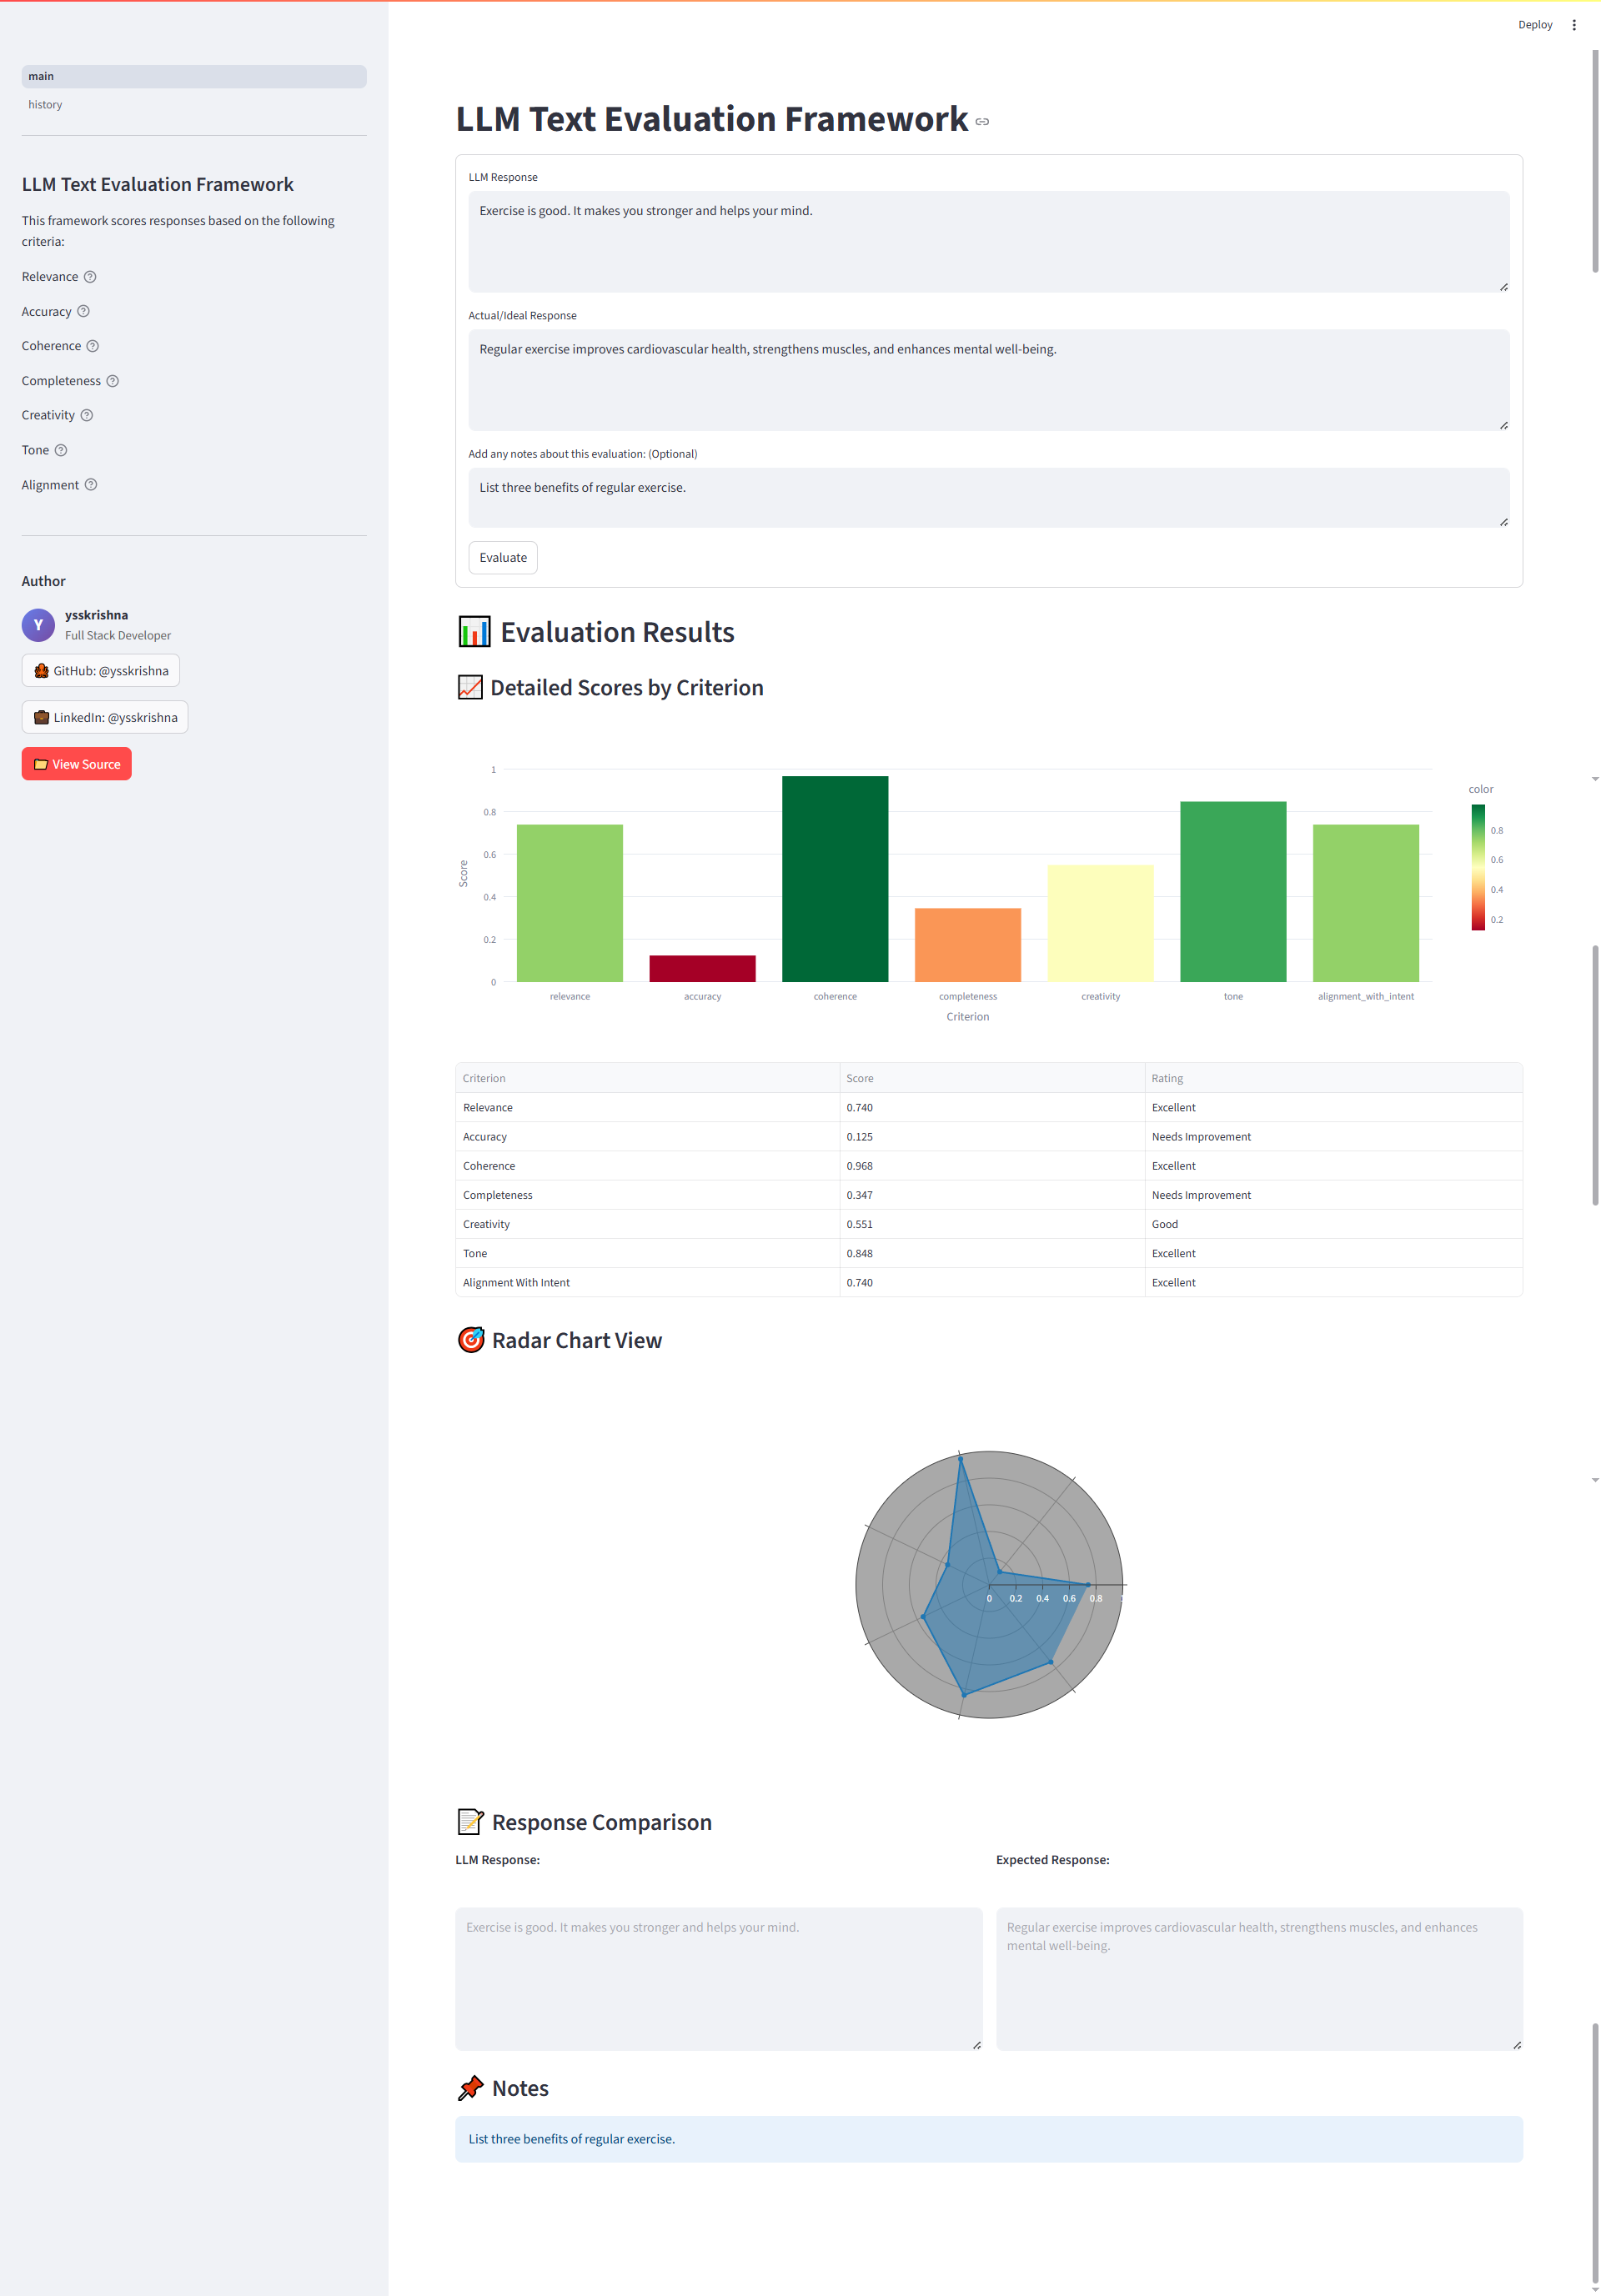 Deploy
main
history
LLM Text Evaluation Framework
This framework scores responses based on the following
criteria:
Relevance
Accuracy
Coherence
Completeness
Creativity
Tone
Alignment
Author
Y
ysskrishna
Full Stack Developer
GitHub: @ysskrishna
LinkedIn: @ysskrishna
View Source
LLM Text Evaluation Framework
LLM Response
Exercise is good. It makes you stronger and helps your mind.
Actual/Ideal Response
Regular exercise improves cardiovascular health, strengthens muscles, and enhances mental well-being.
Add any notes about this evaluation: (Optional)
List three benefits of regular exercise.
Evaluate
Evaluation Results
Detailed Scores by Criterion
Score
1
0.8
0.6
0.4
0.2
0
relevance accuracy coherence completeness creativity tone alignment_with_intent
Criterion
color
0.8
0.6
0.4
0.2
Criterion Score Rating
Relevance 0.740 Excellent
Accuracy 0.125 Needs Improvement
Coherence 0.968 Excellent
Completeness 0.347 Needs Improvement
Creativity 0.551 Good
Tone 0.848 Excellent
Alignment With Intent 0.740 Excellent
Radar Chart View
0 0.2 0.4 0.6 0.8
Response Comparison
LLM Response: Expected Response:
Exercise is good. It makes you stronger and helps your mind.
Regular exercise improves cardiovascular health, strengthens muscles, and enhances
mental well-being.
Notes
List three benefits of regular exercise.